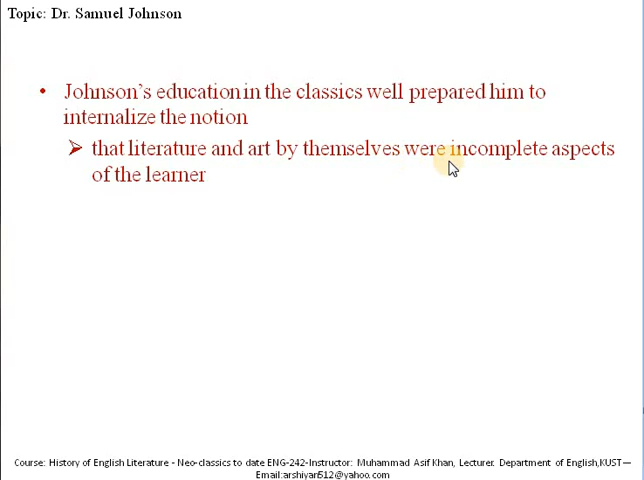 Topic: Dr. Samuel Johnson
• Johnson's education in the classics well prepared him to
internalize the notion
➢ that literature and art by themselves were incomplete aspects
of the learner
Course: History of English Literature - Neo-classics to date ENG-242-Instructor: Muhammad Asif Khan, Lecturer. Department of English,KUST—
Email:arshiyan512@yahoo.com